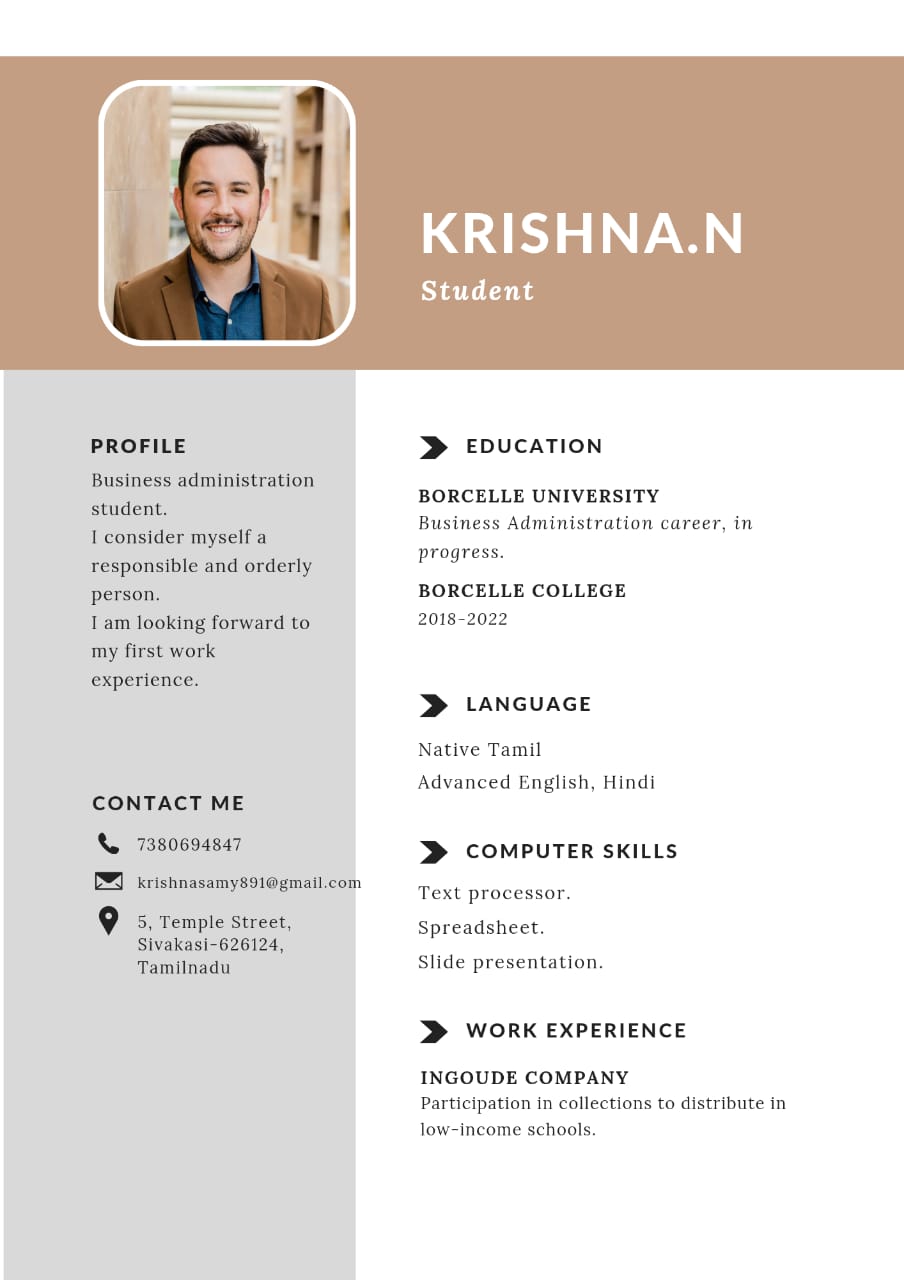 KRISHNA.N
Student
PROFILE
Business administration
student.
I consider myself a
responsible and orderly
person.
I am looking forward to
my first work
experience.
CONTACT ME
7380694847
krishnasamy891@gmail.com
5, Temple Street,
Sivakasi-626124,
Tamilnadu
EDUCATION
BORCELLE UNIVERSITY
Business Administration career, in
progress.
BORCELLE COLLEGE
2018-2022
LANGUAGE
Native Tamil
Advanced English, Hindi
COMPUTER SKILLS
Text processor.
Spreadsheet.
Slide presentation.
WORK EXPERIENCE
INGOUDE COMPANY
Participation in collections to distribute in
low-income schools.